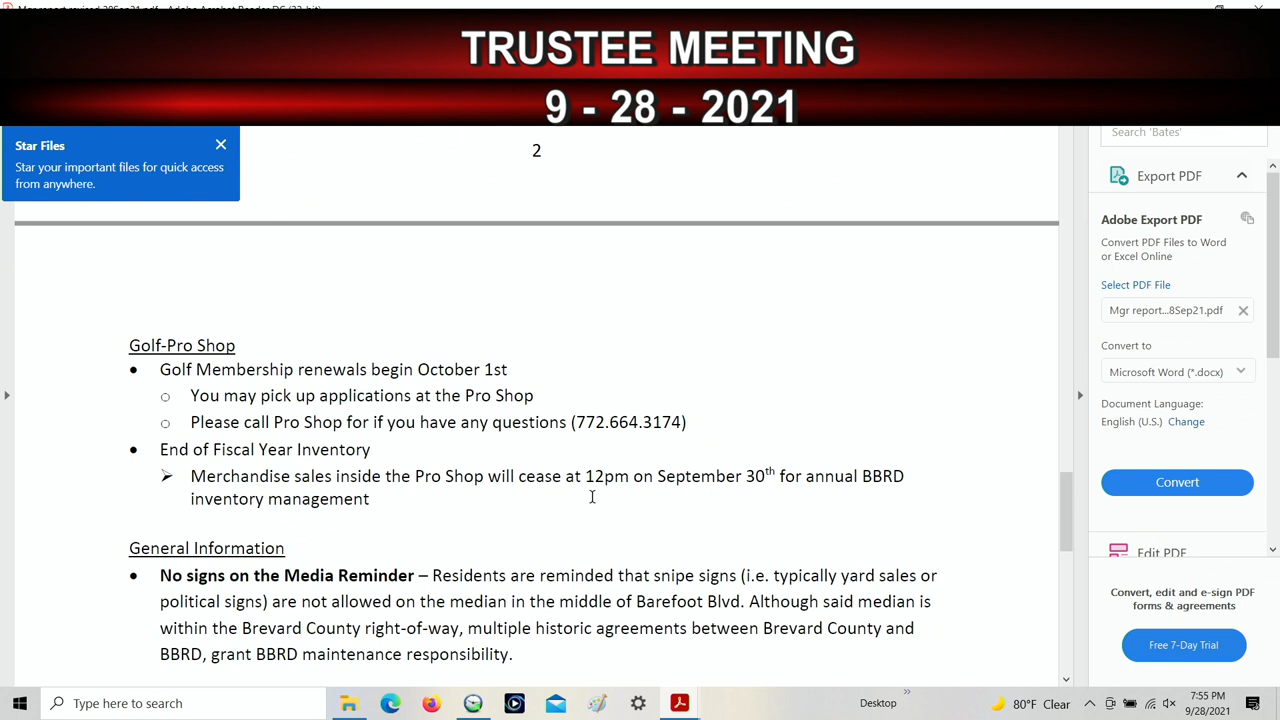 TRUSTEE MEETING
9 - 28 - 2021
Star Files
Star your important files for quick access
from anywhere.
2
Golf-Pro Shop
• Golf Membership renewals begin October 1st
○ You may pick up applications at the Pro Shop
○ Please call Pro Shop for if you have any questions (772.664.3174)
• End of Fiscal Year Inventory
➢ Merchandise sales inside the Pro Shop will cease at 12pm on September 30th for annual BBRD
inventory management
General Information
• No signs on the Media Reminder – Residents are reminded that snipe signs (i.e. typically yard sales or
political signs) are not allowed on the median in the middle of Barefoot Blvd. Although said median is
within the Brevard County right-of-way, multiple historic agreements between Brevard County and
BBRD, grant BBRD maintenance responsibility.
Search 'Bates'
Export PDF
Adobe Export PDF
Convert PDF Files to Word
or Excel Online
Select PDF File
Mgr report...8Sep21.pdf
Convert to
Microsoft Word (*.docx)
Document Language:
English (U.S.) Change
Convert
Edit PDF
Convert, edit and e-sign PDF
forms & agreements
Free 7-Day Trial
Type here to search
Desktop
80°F Clear
7:55 PM
9/28/2021